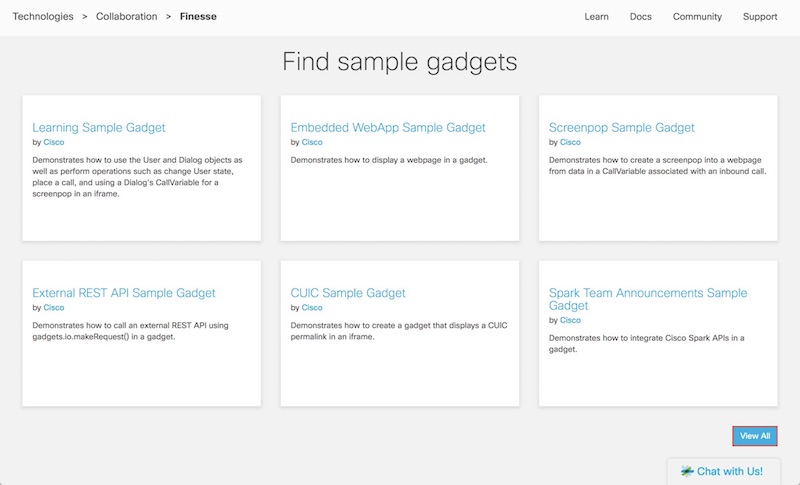 Technologies > Collaboration > Finesse
Learn Docs Community Support
Find sample gadgets
Learning Sample Gadget
by Cisco
Demonstrates how to use the User and Dialog objects as
well as perform operations such as change User state,
place a call, and using a Dialog's CallVariable for a
screenpop in an iframe.
Embedded WebApp Sample Gadget
by Cisco
Demonstrates how to display a webpage in a gadget.
Screenpop Sample Gadget
by Cisco
Demonstrates how to create a screenpop into a webpage
from data in a CallVariable associated with an inbound call.
External REST API Sample Gadget
by Cisco
Demonstrates how to call an external REST API using
gadgets.io.makeRequest() in a gadget.
CUIC Sample Gadget
by Cisco
Demonstrates how to create a gadget that displays a CUIC
permalink in an iframe.
Spark Team Announcements Sample
Gadget
by Cisco
Demonstrates how to integrate Cisco Spark APIs in a
gadget.
View All
Chat with Us!